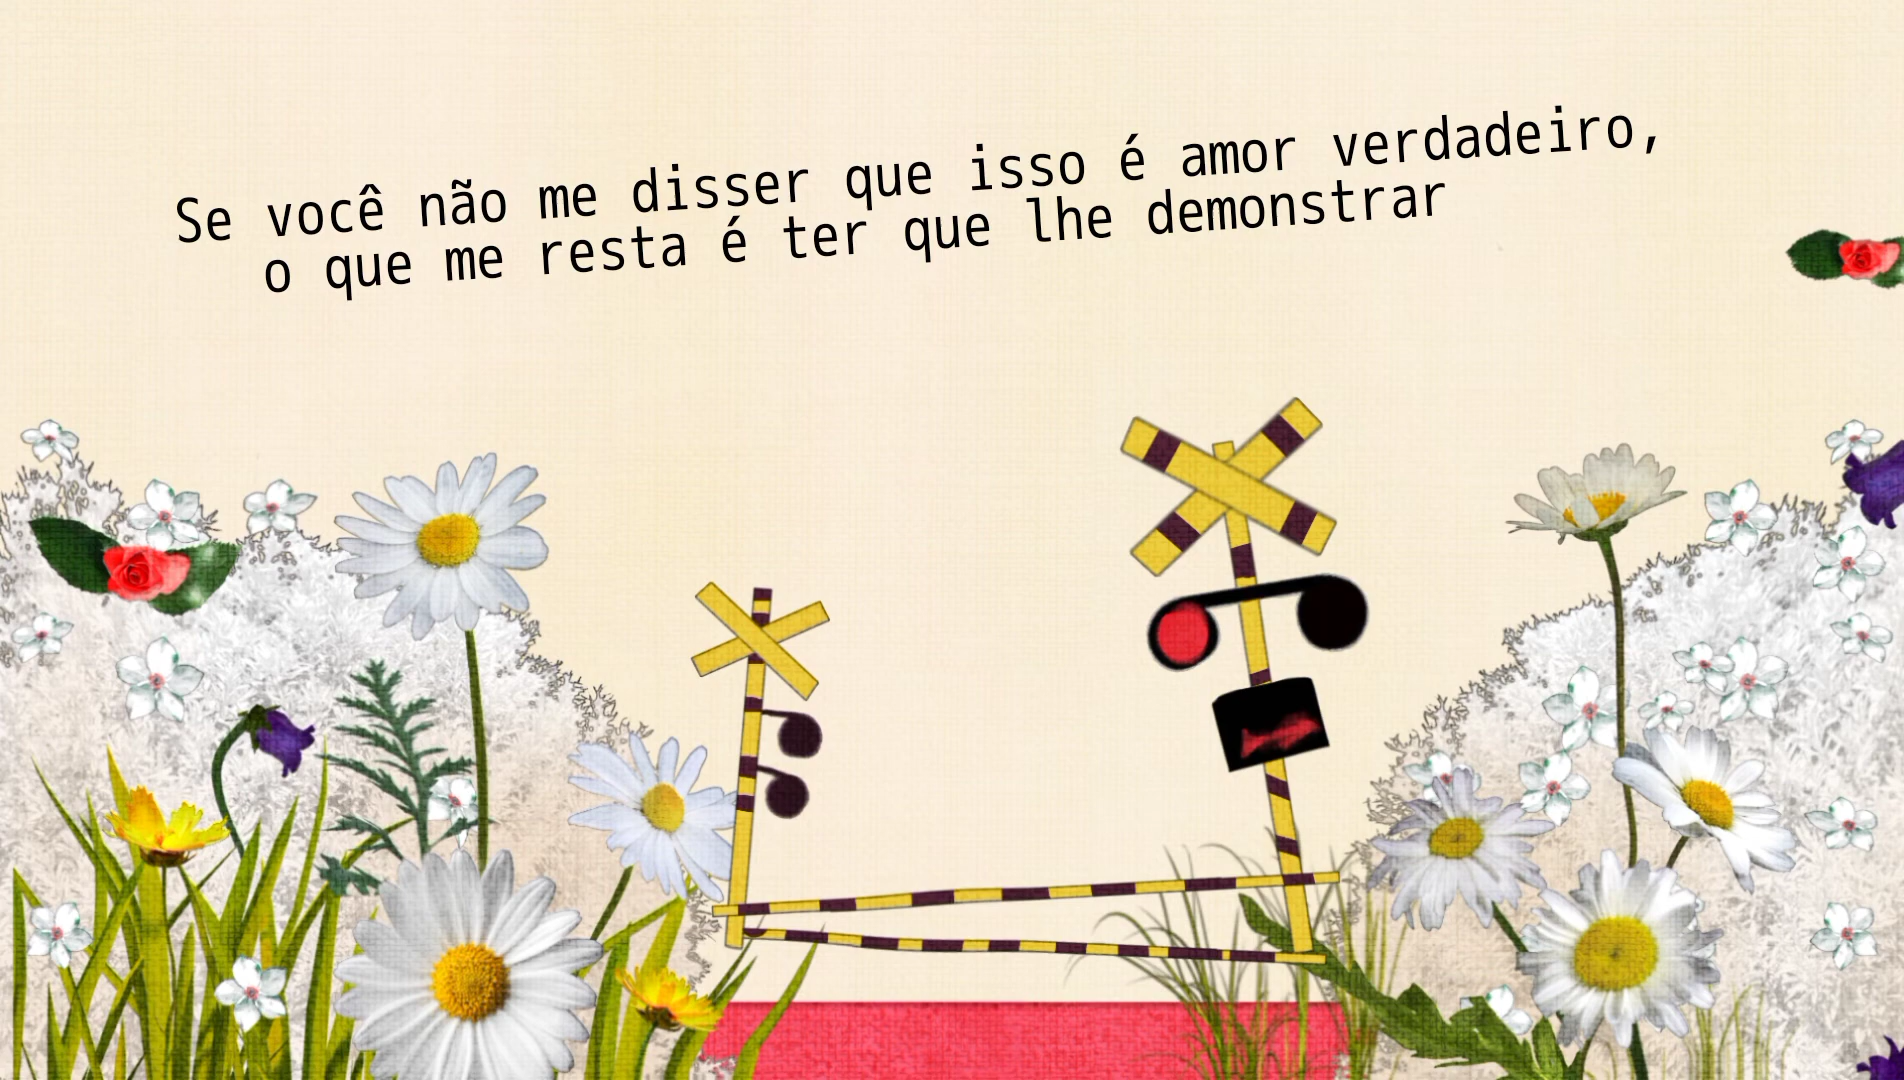 Se você não me disser que isso é amor verdadeiro,
o que me resta é ter que lhe demonstrar